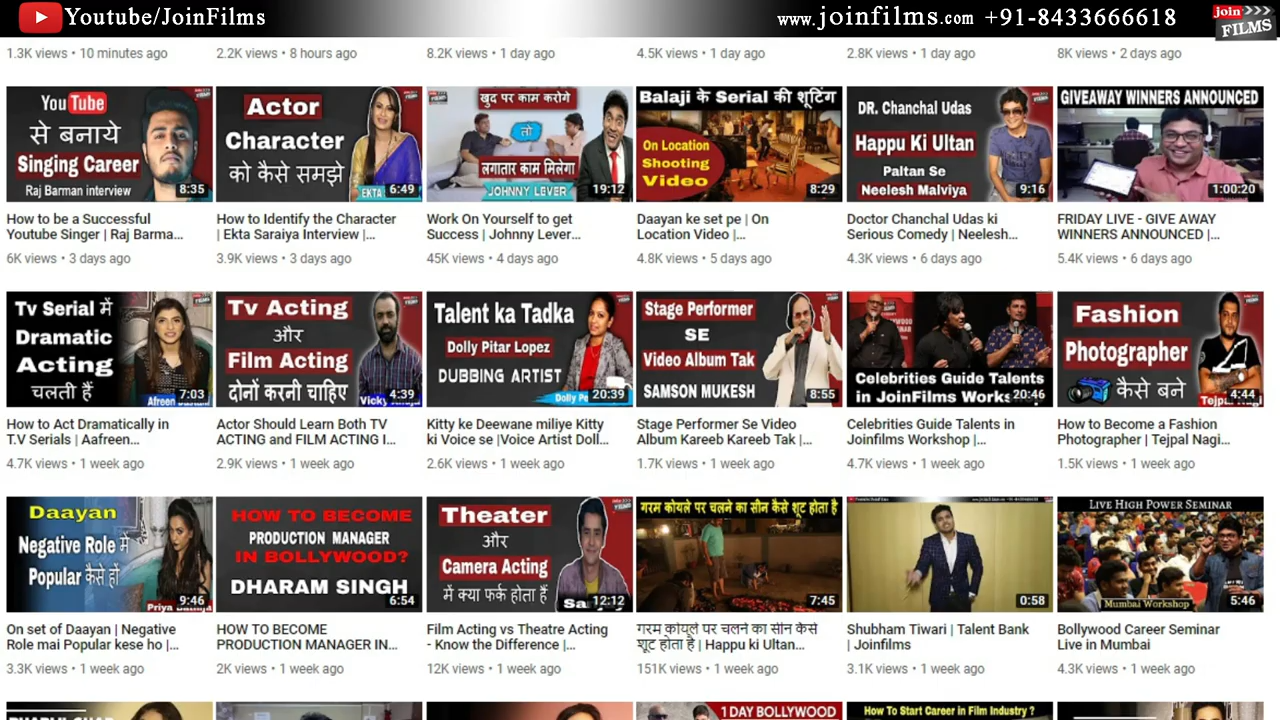 Youtube/JoinFilms
www.joinfilms.com +91-8433666618
join
FILMS
1.3K views • 10 minutes ago
2.2K views • 8 hours ago
8.2K views • 1 day ago
4.5K views • 1 day ago
2.8K views • 1 day ago
8K views • 2 days ago
YouTube
से बनाये
Singing Career
Raj Barman interview
8:35
Actor
Character
को कैसे समझे
EKTA
6:49
खुद पर काम करोगे
तो
लगातार काम मिलेगा
JOHNNY LEVER
19:12
Balaji के Serial की शूटिंग
On Location
Shooting
Video
8:29
DR. Chanchal Udas
Happu Ki Ultan
Paltan Se
Neelesh Malviya
9:16
GIVEAWAY WINNERS ANNOUNCED
1:00:20
How to be a Successful
Youtube Singer | Raj Barma...
6K views • 3 days ago
How to Identify the Character
| Ekta Saraiya Interview |...
3.9K views • 3 days ago
Work On Yourself to get
Success | Johnny Lever...
45K views • 4 days ago
Daayan ke set pe | On
Location Video |...
4.8K views • 5 days ago
Doctor Chanchal Udas ki
Serious Comedy | Neelesh...
4.3K views • 6 days ago
FRIDAY LIVE - GIVE AWAY
WINNERS ANNOUNCED |...
5.4K views • 6 days ago
Tv Serial में
Dramatic
Acting
चलती हैं
Afreen
7:03
Tv Acting
और
Film Acting
दोनों करनी चाहिए
Vicky
4:39
Talent ka Tadka
Dolly Pitar Lopez
DUBBING ARTIST
Dolly Pe
20:39
Stage Performer
SE
Video Album Tak
SAMSON MUKESH
8:55
Celebrities Guide Talents
in JoinFilms Works
20:46
Fashion
Photographer
कैसे बने
Tejpal Nagi
4:44
How to Act Dramatically in
T.V Serials | Aafreen...
4.7K views • 1 week ago
Actor Should Learn Both TV
ACTING and FILM ACTING I...
2.9K views • 1 week ago
Kitty ke Deewane miliye Kitty
ki Voice se |Voice Artist Doll...
2.6K views • 1 week ago
Stage Performer Se Video
Album Kareeb Kareeb Tak |...
1.7K views • 1 week ago
Celebrities Guide Talents in
Joinfilms Workshop |...
4.7K views • 1 week ago
How to Become a Fashion
Photographer | Tejpal Nagi...
1.5K views • 1 week ago
Daayan
Negative Role में
Popular कैसे हों
Priya
9:46
HOW TO BECOME
PRODUCTION MANAGER
IN BOLLYWOOD?
DHARAM SINGH
6:54
Theater
और
Camera Acting
में क्या फर्क होता हैं
Sa
12:12
गरम कोयले पर चलने का सीन कैसे शूट होता है
7:45
0:58
LIVE HIGH POWER SEMINAR
Mumbai Workshop
5:46
On set of Daayan | Negative
Role mai Popular kese ho |...
3.3K views • 1 week ago
HOW TO BECOME
PRODUCTION MANAGER IN...
2K views • 1 week ago
Film Acting vs Theatre Acting
- Know the Difference |...
12K views • 1 week ago
गरम कोयले पर चलने का सीन कैसे
शूट होता है | Happu ki Ultan...
151K views • 1 week ago
Shubham Tiwari | Talent Bank
| Joinfilms
3.1K views • 1 week ago
Bollywood Career Seminar
Live in Mumbai
4.3K views • 1 week ago
1 DAY BOLLYWOOD
How To Start Career in Film Industry ?